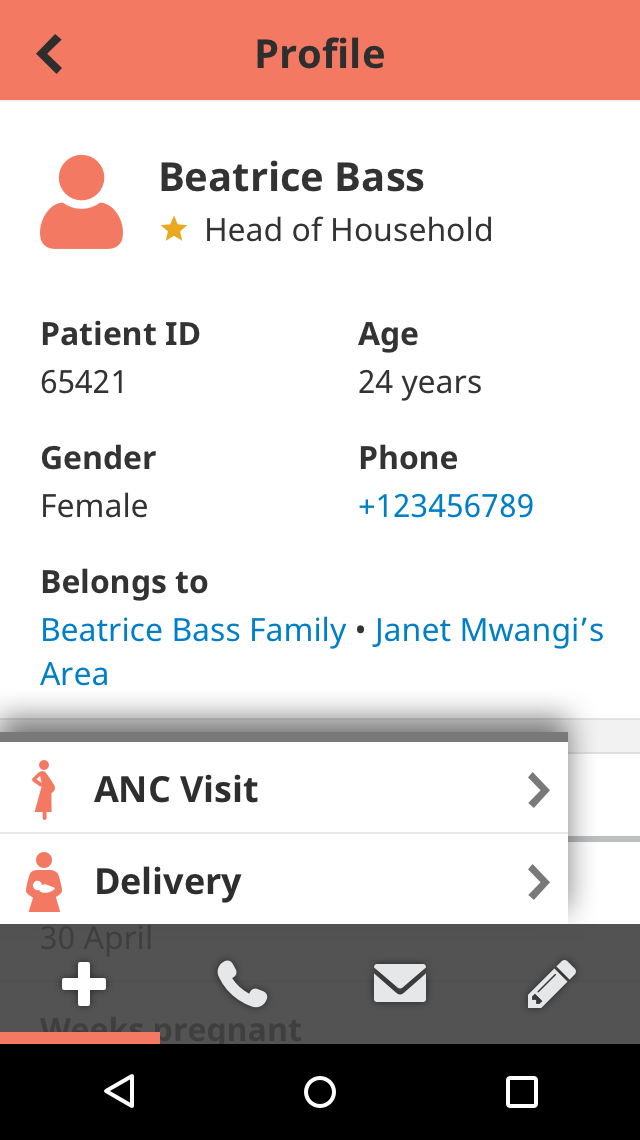 Profile
Beatrice Bass
Head of Household
Patient ID
Age
65421
24 years
Gender
Phone
Female
+123456789
Belongs to
Beatrice Bass Family • Janet Mwangi’s
Area
ANC Visit
Delivery
30 April
Weeks pregnant